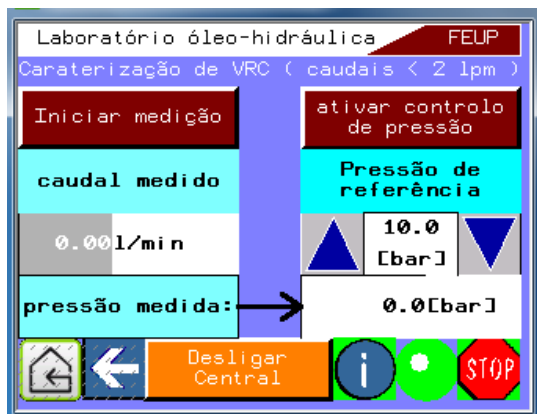 Laboratório óleo-hidráulica
FEUP
Caraterização de VRC ( caudais < 2 lpm )
Iniciar medição
ativar controlo
de pressão
caudal medido
Pressão de
referência
0.00 l/min
10.0
[bar]
pressão medida:
0.0[bar]
Desligar
Central
i
STOP